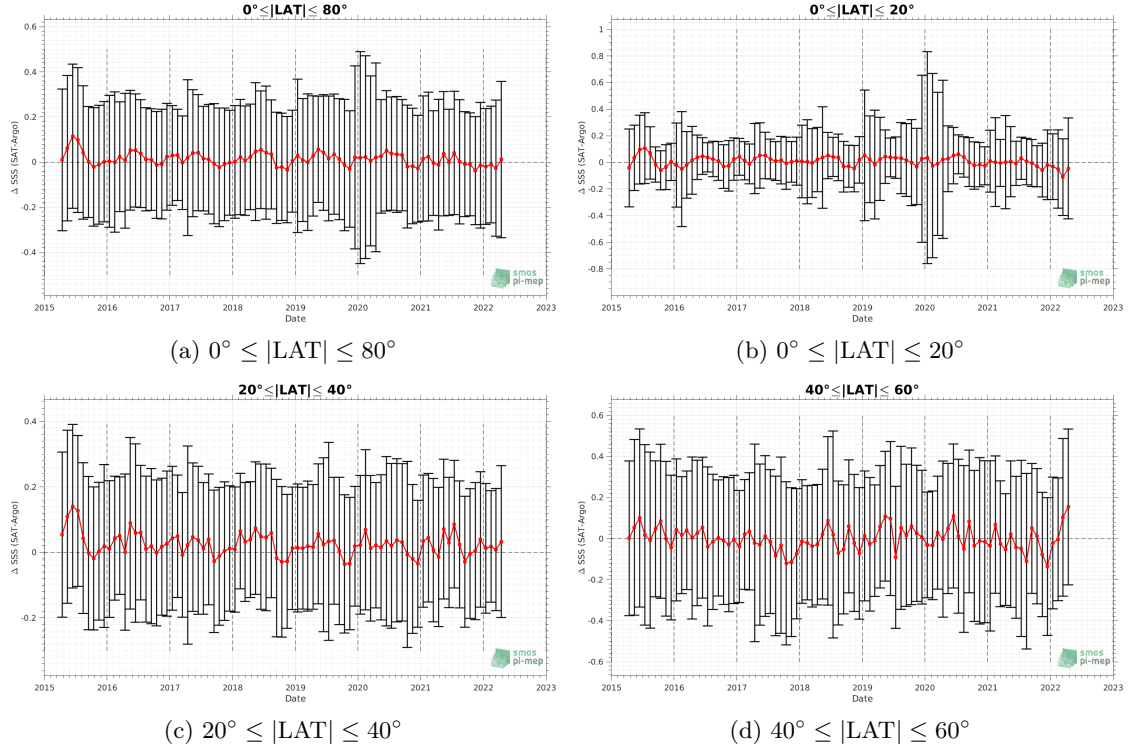 0°≤|LAT|≤ 80°
0.6
0.4
0.2
0
-0.2
-0.4
Δ SSS (SAT-Argo)
2015 2016 2017 2018 2019 2020 2021 2022 2023
Date
smos
pi-mep
(a) 0° ≤ |LAT| ≤ 80°
0°≤|LAT|≤ 20°
1
0.8
0.6
0.4
0.2
0
-0.2
-0.4
-0.6
-0.8
Δ SSS (SAT-Argo)
2015 2016 2017 2018 2019 2020 2021 2022 2023
Date
smos
pi-mep
(b) 0° ≤ |LAT| ≤ 20°
20°≤|LAT|≤ 40°
0.4
0.2
0
-0.2
Δ SSS (SAT-Argo)
2015 2016 2017 2018 2019 2020 2021 2022 2023
Date
smos
pi-mep
(c) 20° ≤ |LAT| ≤ 40°
40°≤|LAT|≤ 60°
0.6
0.4
0.2
0
-0.2
-0.4
-0.6
Δ SSS (SAT-Argo)
2015 2016 2017 2018 2019 2020 2021 2022 2023
Date
smos
pi-mep
(d) 40° ≤ |LAT| ≤ 60°